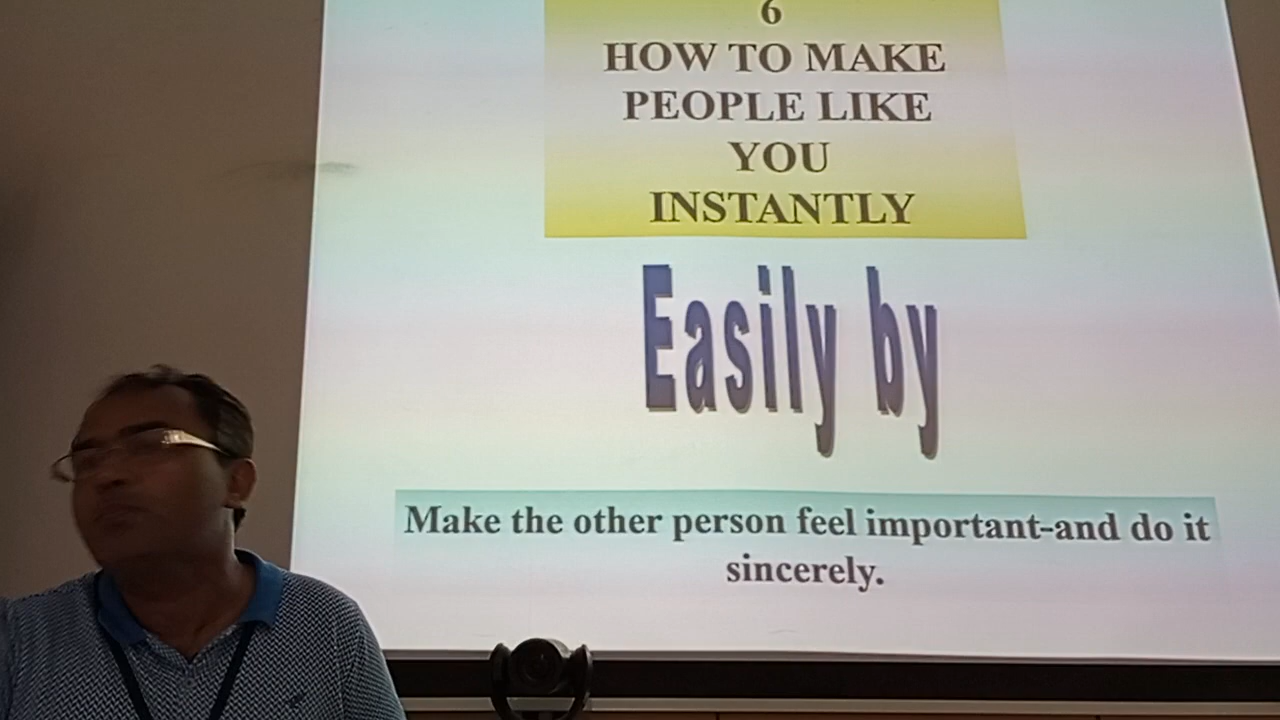 6
HOW TO MAKE
PEOPLE LIKE
YOU
INSTANTLY
Easily by
Make the other person feel important-and do it
sincerely.